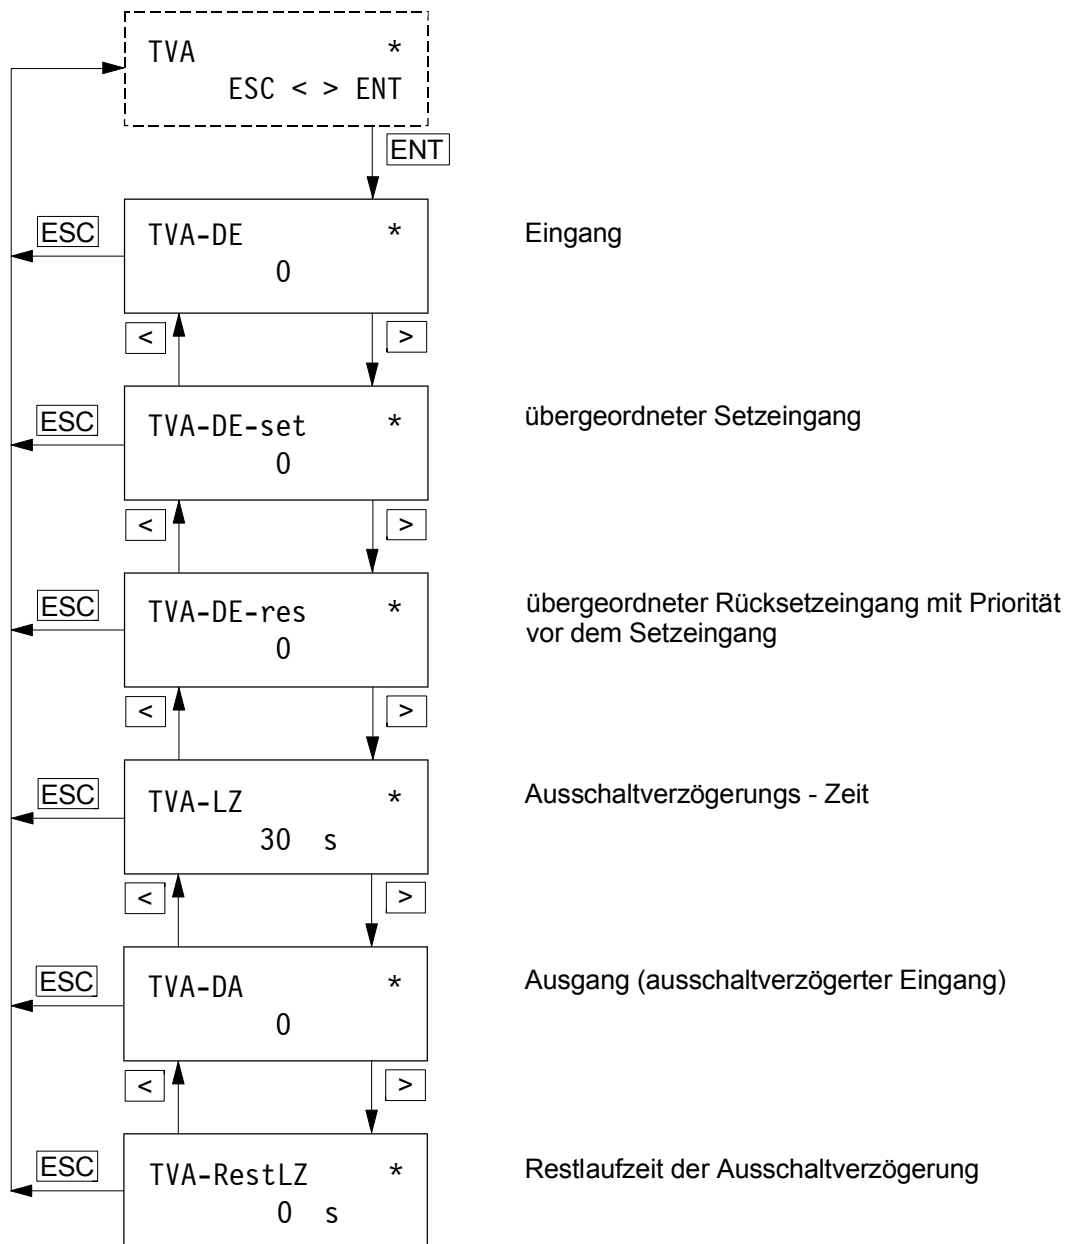 TVA *
ESC < > ENT
ENT
ESC
TVA-DE *
0
Eingang
< >
ESC
TVA-DE-set *
0
übergeordneter Setzeingang
< >
ESC
TVA-DE-res *
0
übergeordneter Rücksetzeingang mit Priorität
vor dem Setzeingang
< >
ESC
TVA-LZ *
30 s
Ausschaltverzögerungs - Zeit
< >
ESC
TVA-DA *
0
Ausgang (ausschaltverzögerter Eingang)
< >
ESC
TVA-RestLZ *
0 s
Restlaufzeit der Ausschaltverzögerung